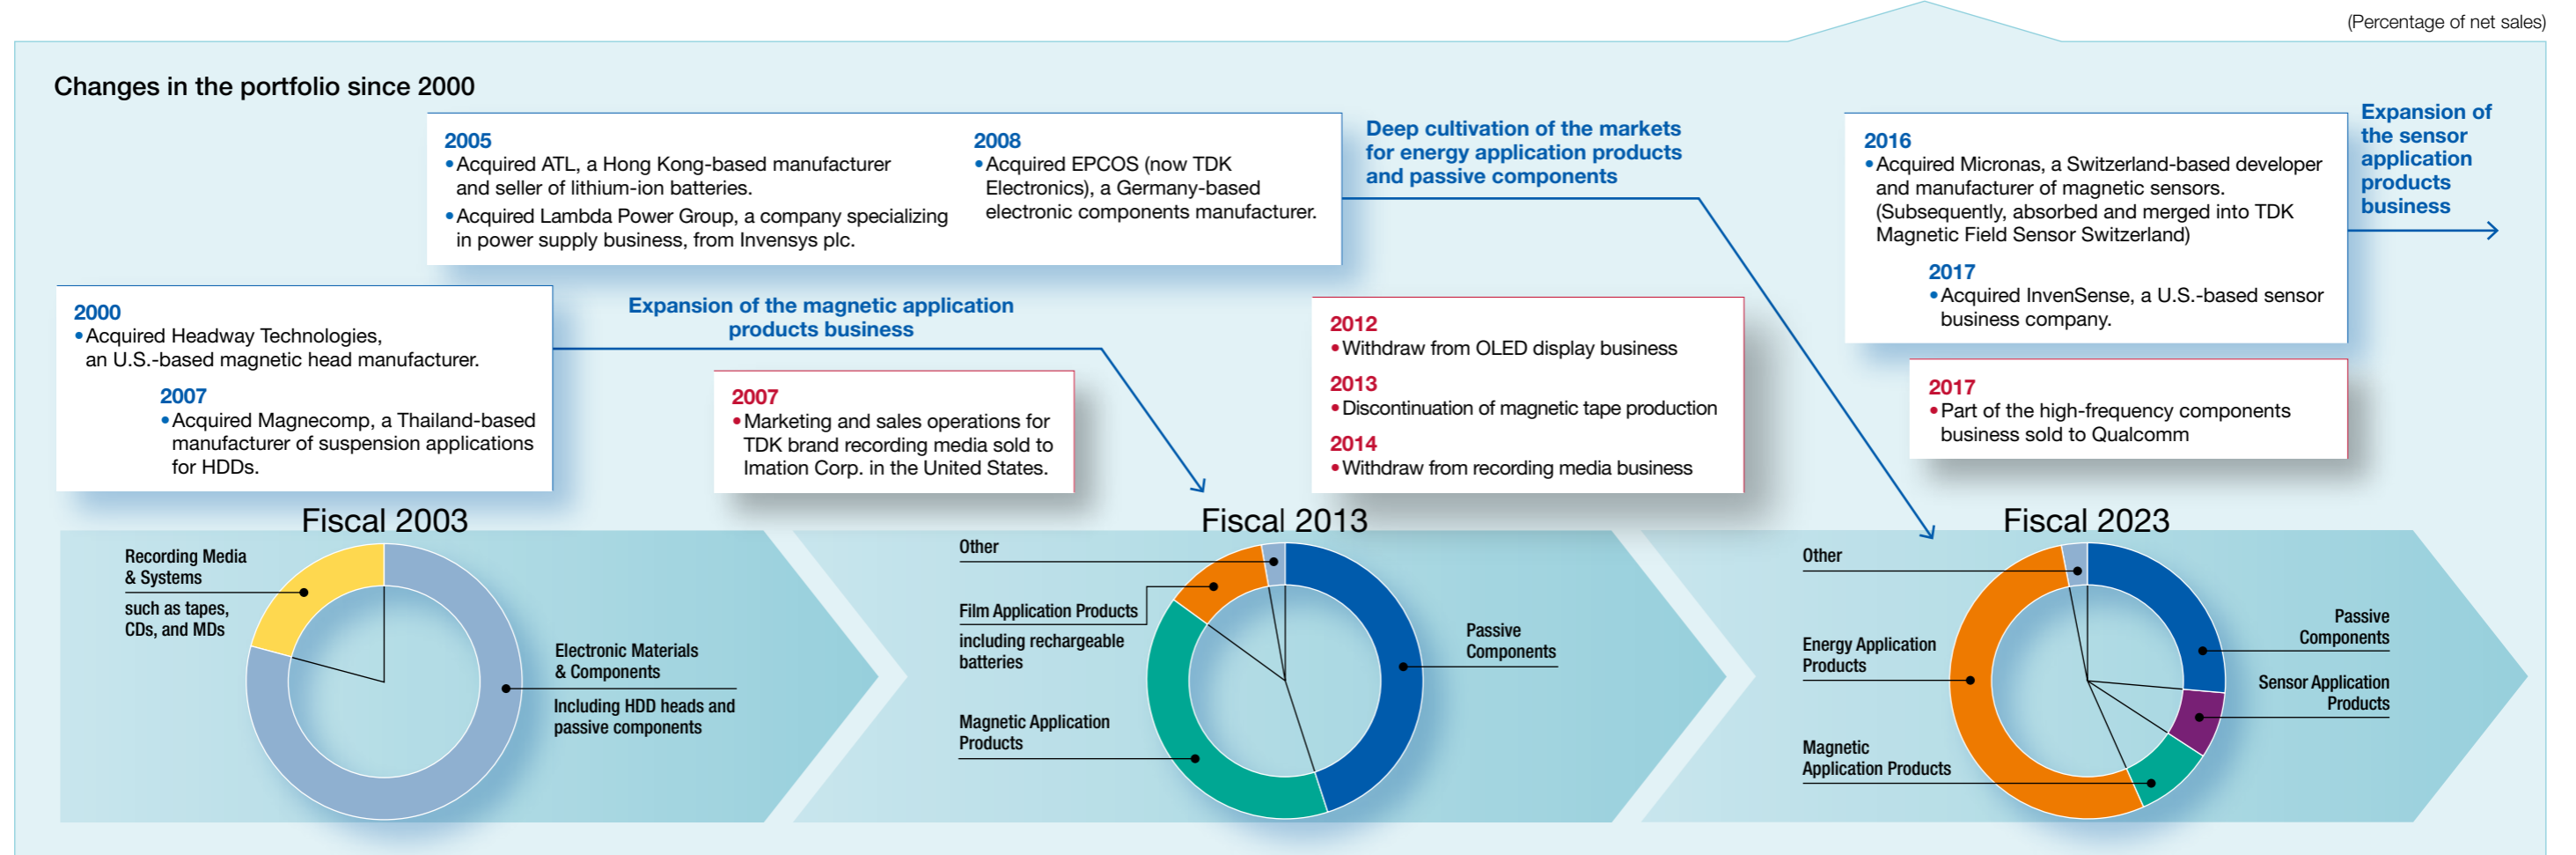 (Percentage of net sales)
Changes in the portfolio since 2000
2005
•Acquired ATL, a Hong Kong-based manufacturer
and seller of lithium-ion batteries.
•Acquired Lambda Power Group, a company specializing
in power supply business, from Invensys plc.
2008
•Acquired EPCOS (now TDK
Electronics), a Germany-based
electronic components manufacturer.
Deep cultivation of the markets
for energy application products
and passive components
2016
•Acquired Micronas, a Switzerland-based developer
and manufacturer of magnetic sensors.
(Subsequently, absorbed and merged into TDK
Magnetic Field Sensor Switzerland)
2017
•Acquired InvenSense, a U.S.-based sensor
business company.
Expansion of
the sensor
application
products
business
2000
•Acquired Headway Technologies,
an U.S.-based magnetic head manufacturer.
2007
•Acquired Magnecomp, a Thailand-based
manufacturer of suspension applications
for HDDs.
Expansion of the magnetic application
products business
2007
•Marketing and sales operations for
TDK brand recording media sold to
Imation Corp. in the United States.
2012
•Withdraw from OLED display business
2013
•Discontinuation of magnetic tape production
2014
•Withdraw from recording media business
2017
•Part of the high-frequency components
business sold to Qualcomm
Fiscal 2003
Recording Media
& Systems
such as tapes,
CDs, and MDs
Electronic Materials
& Components
Including HDD heads and
passive components
Fiscal 2013
Other
Film Application Products
including rechargeable
batteries
Magnetic Application
Products
Passive
Components
Fiscal 2023
Other
Energy Application
Products
Magnetic
Application Products
Passive
Components
Sensor Application
Products